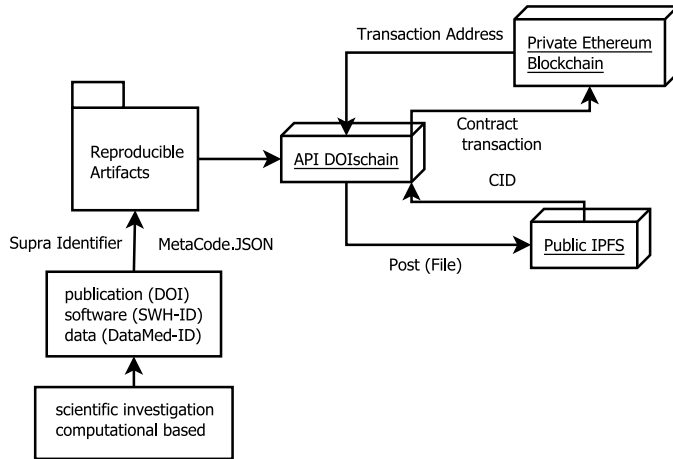 Transaction Address
Private Ethereum
Blockchain
Contract
transaction
Reproducible
Artifacts
API DOIschain
CID
Supra Identifier
MetaCode.JSON
Public IPFS
Post (File)
publication (DOI)
software (SWH-ID)
data (DataMed-ID)
scientific investigation
computational based